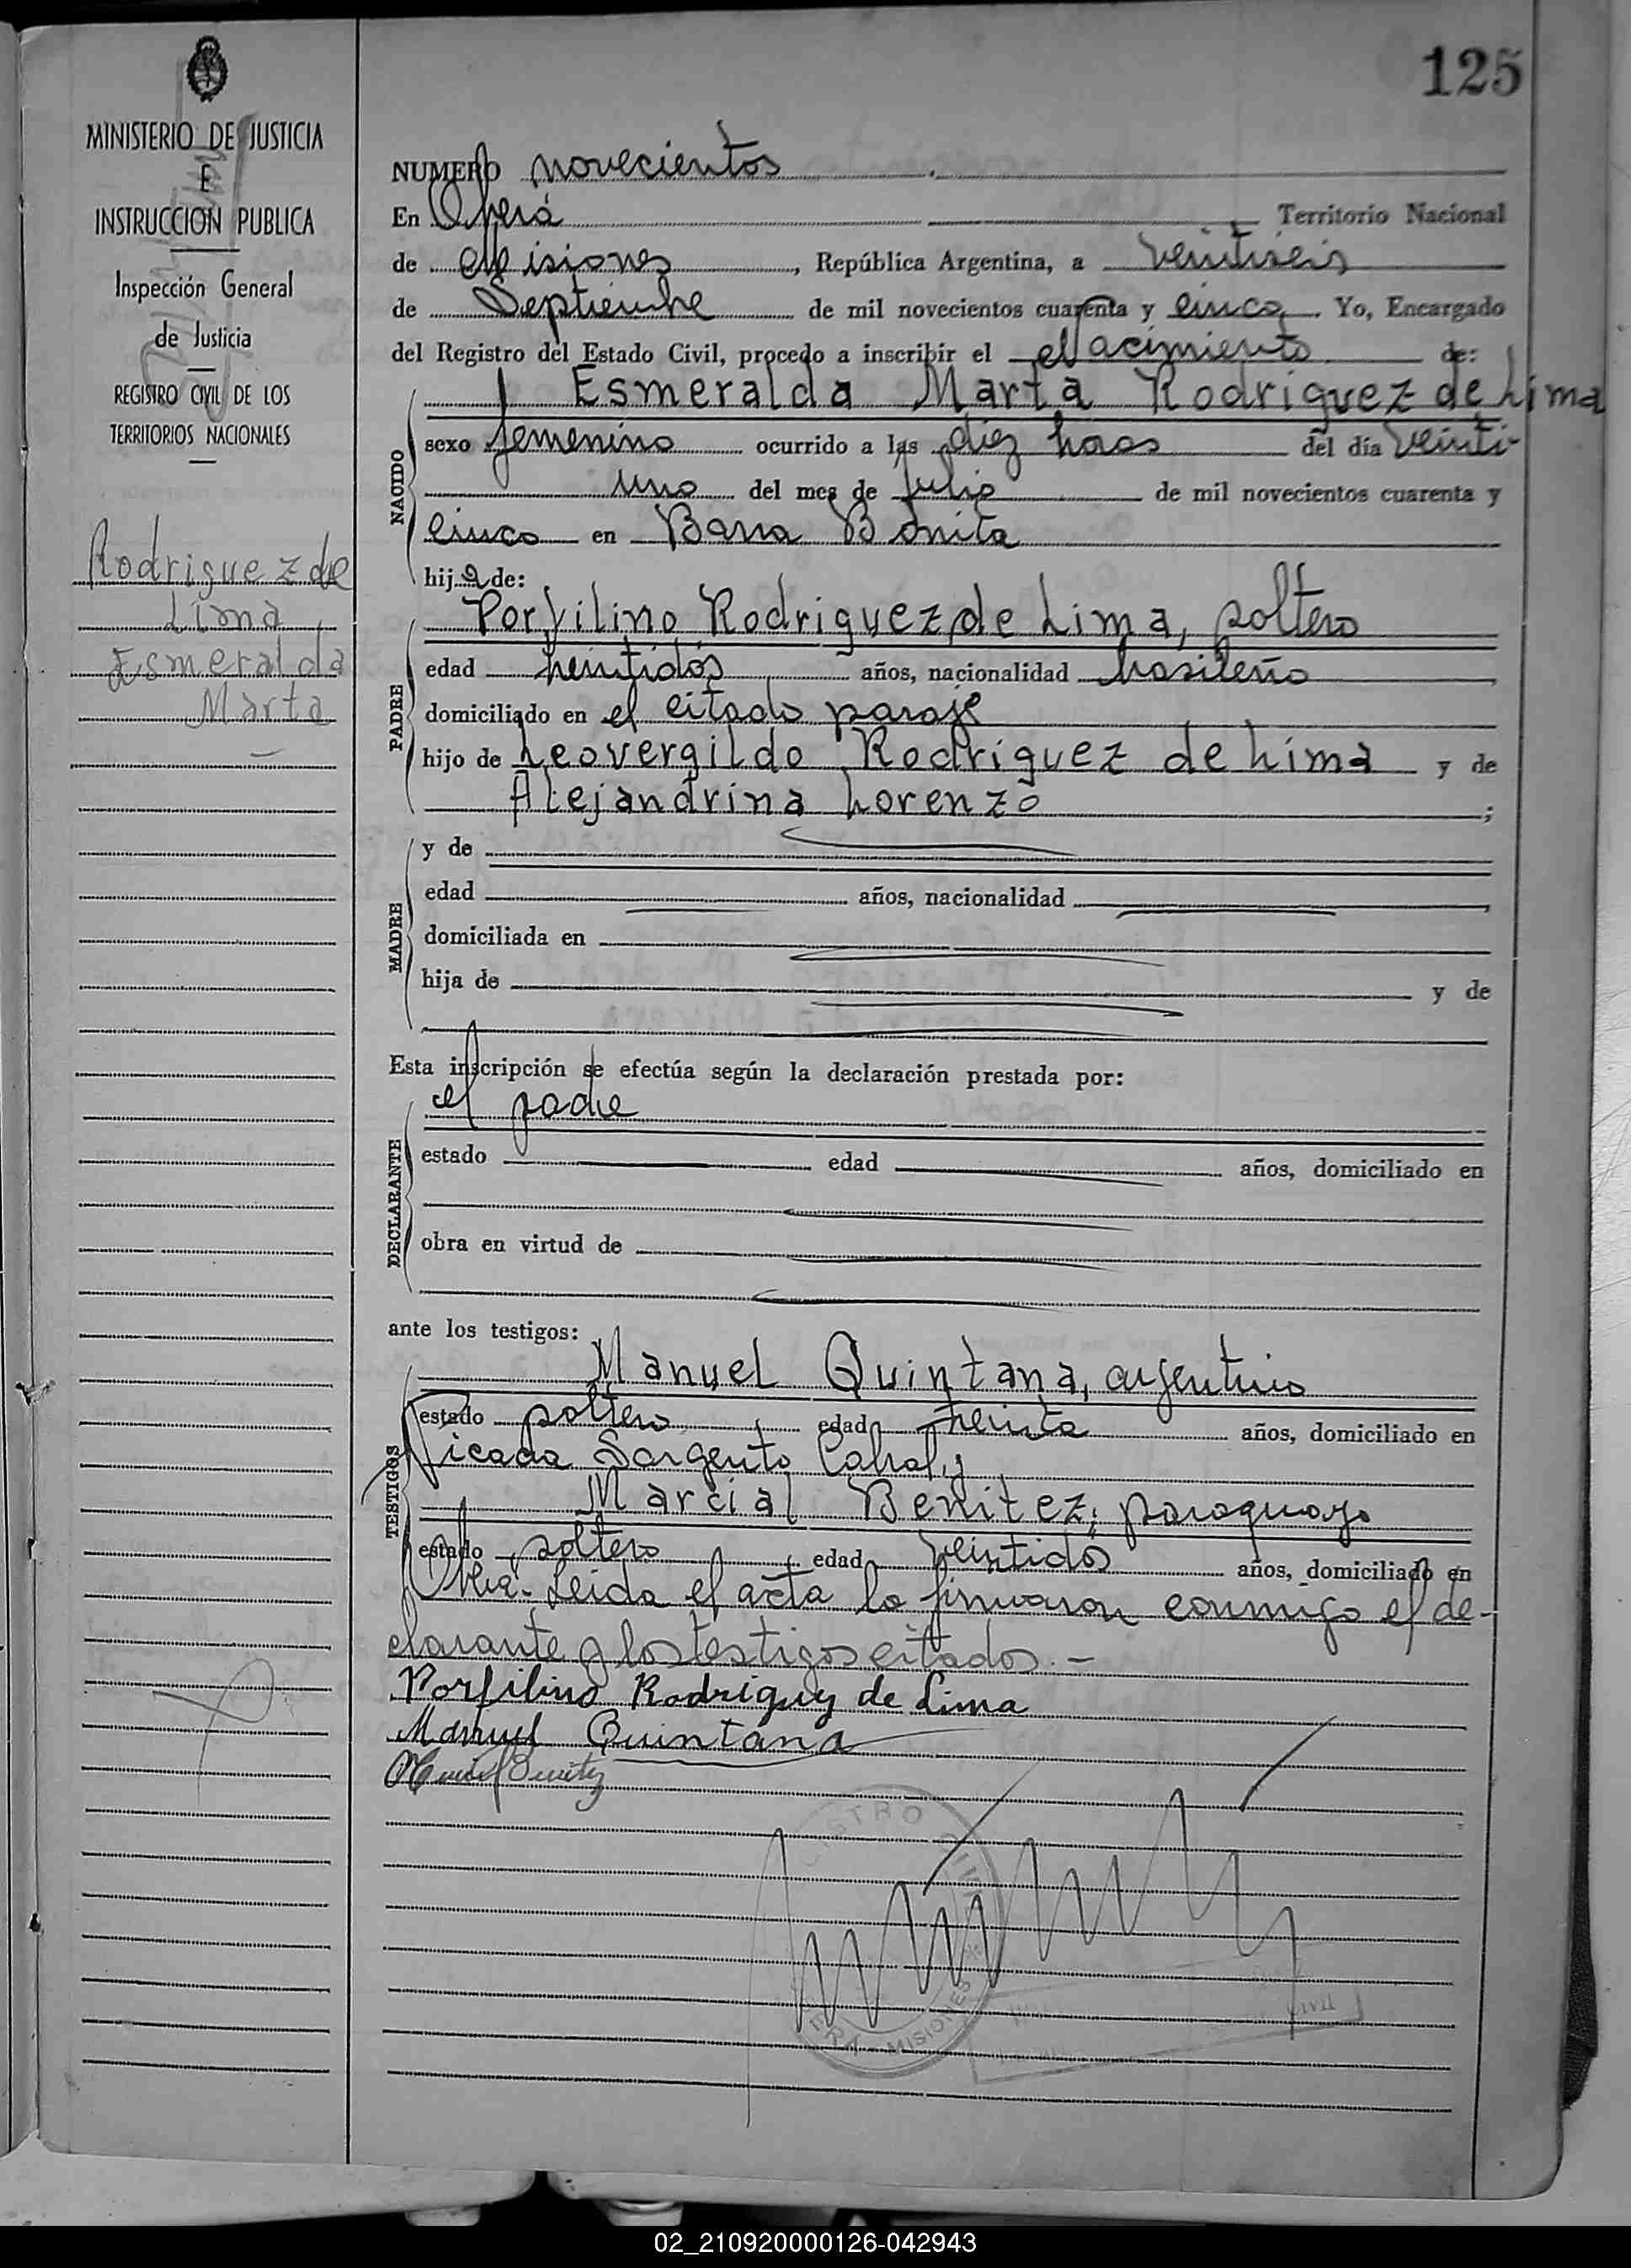 125
MINISTERIO DE JUSTICIA
E
INSTRUCCION PUBLICA
Inspección General
de Justicia
REGISTRO CIVIL DE LOS
TERRITORIOS NACIONALES
Rodriguez de
Lima
Esmeralda
Marta
NUMERO novecientos
En Oberá Territorio Nacional
de Misiones, República Argentina, a veintiseis
de Septiembre de mil novecientos cuarenta y cinco. Yo, Encargado
del Registro del Estado Civil, procedo a inscribir el Nacimiento de:
NACIDO
Esmeralda Marta Rodriguez de Lima
sexo femenino ocurrido a las diez horas del día veinti-
uno del mes de Julio de mil novecientos cuarenta y
cinco en Barra Bonita
hija de:
PADRE
Porfilino Rodriguez de Lima, soltero
edad veintidós años, nacionalidad brasileño
domiciliado en el citado paraje
hijo de Leovergildo Rodriguez de Lima y de
Alejandrina Lorenzo;
MADRE
y de
edad años, nacionalidad ,
domiciliada en
hija de y de
Esta inscripción se efectúa según la declaración prestada por:
DECLARANTE
el padre
estado edad años, domiciliado en
obra en virtud de
ante los testigos:
TESTIGOS
Manuel Quintana, argentino
estado soltero, edad treinta años, domiciliado en
Picada Sargento Cabral, y
Marcial Benitez, paraguayo
estado soltero, edad veintidos años, domiciliado en
Oberá. Leida el acta la firmaron conmigo el de-
clarante y los testigos citados.-
Porfilino Rodriguez de Lima
Manuel Quintana
Marcial Benitez
REGISTRO CIVIL
OBERA MISIONES
02_210920000126-042943